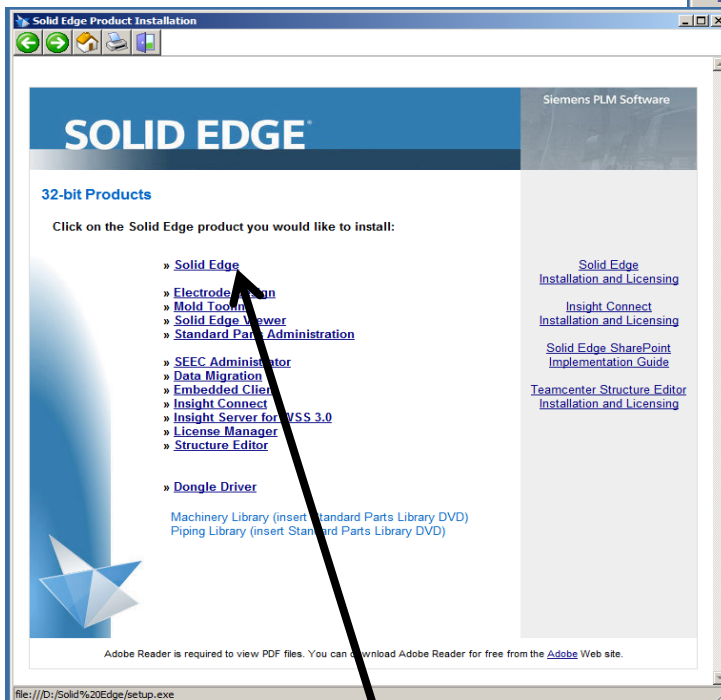 Solid Edge Product Installation
Siemens PLM Software
SOLID EDGE
32-bit Products
Click on the Solid Edge product you would like to install:
» Solid Edge
» Electrode Design
» Mold Tooling
» Solid Edge Viewer
» Standard Parts Administration
» SEEC Administrator
» Data Migration
» Embedded Client
» Insight Connect
» Insight Server for WSS 3.0
» License Manager
» Structure Editor
» Dongle Driver
Machinery Library (insert Standard Parts Library DVD)
Piping Library (insert Standard Parts Library DVD)
Solid Edge
Installation and Licensing
Insight Connect
Installation and Licensing
Solid Edge SharePoint
Implementation Guide
Teamcenter Structure Editor
Installation and Licensing
Adobe Reader is required to view PDF files. You can download Adobe Reader for free from the Adobe Web site.
file:///D:/Solid%20Edge/setup.exe